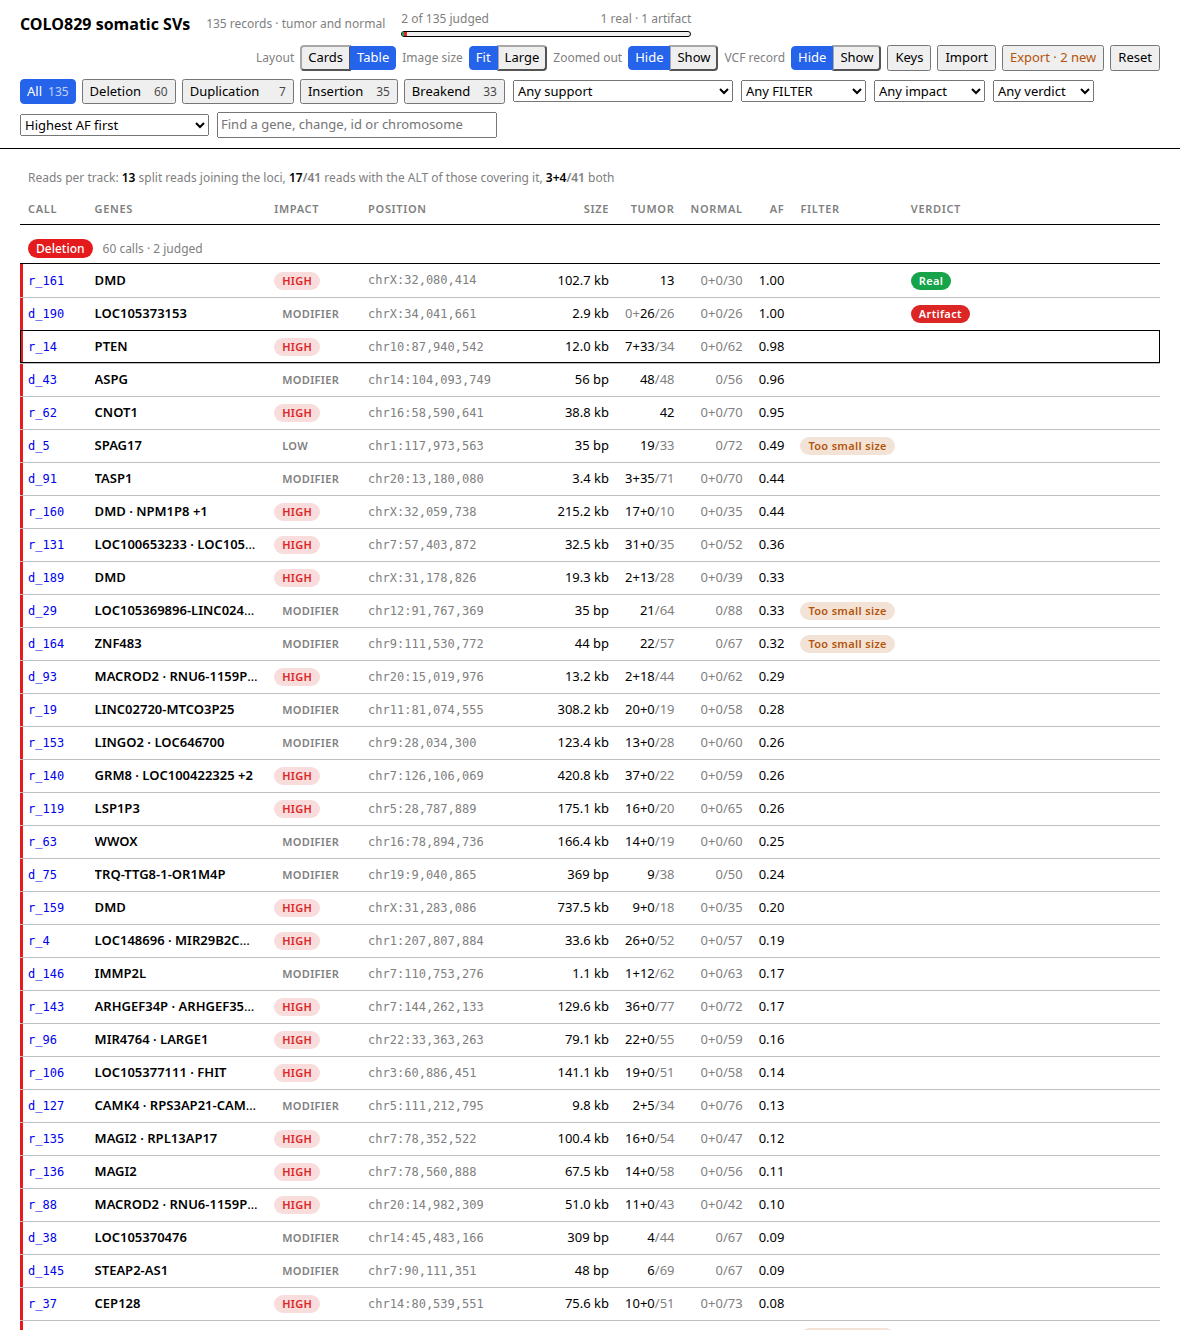 COLO829 somatic SVs 135 records · tumor and normal 2 of 135 judged 1 real · 1 artifact
Layout Cards Table Image size Fit Large Zoomed out Hide Show VCF record Hide Show Keys Import Export · 2 new Reset
All 135 Deletion 60 Duplication 7 Insertion 35 Breakend 33 Any support Any FILTER Any impact Any verdict
Highest AF first Find a gene, change, id or chromosome
Reads per track: 13 split reads joining the loci, 17/41 reads with the ALT of those covering it, 3+4/41 both
CALL GENES IMPACT POSITION SIZE TUMOR NORMAL AF FILTER VERDICT
Deletion 60 calls · 2 judged
r_161 DMD HIGH chrX:32,080,414 102.7 kb 13 0+0/30 1.00 Real
d_190 LOC105373153 MODIFIER chrX:34,041,661 2.9 kb 0+26/26 0+0/26 1.00 Artifact
r_14 PTEN HIGH chr10:87,940,542 12.0 kb 7+33/34 0+0/62 0.98
d_43 ASPG MODIFIER chr14:104,093,749 56 bp 48/48 0/56 0.96
r_62 CNOT1 HIGH chr16:58,590,641 38.8 kb 42 0+0/70 0.95
d_5 SPAG17 LOW chr1:117,973,563 35 bp 19/33 0/72 0.49 Too small size
d_91 TASP1 MODIFIER chr20:13,180,080 3.4 kb 3+35/71 0+0/70 0.44
r_160 DMD · NPM1P8 +1 HIGH chrX:32,059,738 215.2 kb 17+0/10 0+0/35 0.44
r_131 LOC100653233 · LOC105... HIGH chr7:57,403,872 32.5 kb 31+0/35 0+0/52 0.36
d_189 DMD HIGH chrX:31,178,826 19.3 kb 2+13/28 0+0/39 0.33
d_29 LOC105369896-LINC024... MODIFIER chr12:91,767,369 35 bp 21/64 0/88 0.33 Too small size
d_164 ZNF483 MODIFIER chr9:111,530,772 44 bp 22/57 0/67 0.32 Too small size
d_93 MACROD2 · RNU6-1159P... HIGH chr20:15,019,976 13.2 kb 2+18/44 0+0/62 0.29
r_19 LINC02720-MTCO3P25 MODIFIER chr11:81,074,555 308.2 kb 20+0/19 0+0/58 0.28
r_153 LINGO2 · LOC646700 MODIFIER chr9:28,034,300 123.4 kb 13+0/28 0+0/60 0.26
r_140 GRM8 · LOC100422325 +2 HIGH chr7:126,106,069 420.8 kb 37+0/22 0+0/59 0.26
r_119 LSP1P3 HIGH chr5:28,787,889 175.1 kb 16+0/20 0+0/65 0.26
r_63 WWOX MODIFIER chr16:78,894,736 166.4 kb 14+0/19 0+0/60 0.25
d_75 TRQ-TTG8-1-OR1M4P MODIFIER chr19:9,040,865 369 bp 9/38 0/50 0.24
r_159 DMD HIGH chrX:31,283,086 737.5 kb 9+0/18 0+0/35 0.20
r_4 LOC148696 · MIR29B2C... HIGH chr1:207,807,884 33.6 kb 26+0/52 0+0/57 0.19
d_146 IMMP2L MODIFIER chr7:110,753,276 1.1 kb 1+12/62 0+0/63 0.17
r_143 ARHGEF34P · ARHGEF35... HIGH chr7:144,262,133 129.6 kb 36+0/77 0+0/72 0.17
r_96 MIR4764 · LARGE1 HIGH chr22:33,363,263 79.1 kb 22+0/55 0+0/59 0.16
r_106 LOC105377111 · FHIT HIGH chr3:60,886,451 141.1 kb 19+0/51 0+0/58 0.14
d_127 CAMK4 · RPS3AP21-CAM... MODIFIER chr5:111,212,795 9.8 kb 2+5/34 0+0/76 0.13
r_135 MAGI2 · RPL13AP17 HIGH chr7:78,352,522 100.4 kb 16+0/54 0+0/47 0.12
r_136 MAGI2 HIGH chr7:78,560,888 67.5 kb 14+0/58 0+0/56 0.11
r_88 MACROD2 · RNU6-1159P... HIGH chr20:14,982,309 51.0 kb 11+0/43 0+0/42 0.10
d_38 LOC105370476 MODIFIER chr14:45,483,166 309 bp 4/44 0/67 0.09
d_145 STEAP2-AS1 MODIFIER chr7:90,111,351 48 bp 6/69 0/67 0.09
r_37 CEP128 HIGH chr14:80,539,551 75.6 kb 10+0/51 0+0/73 0.08